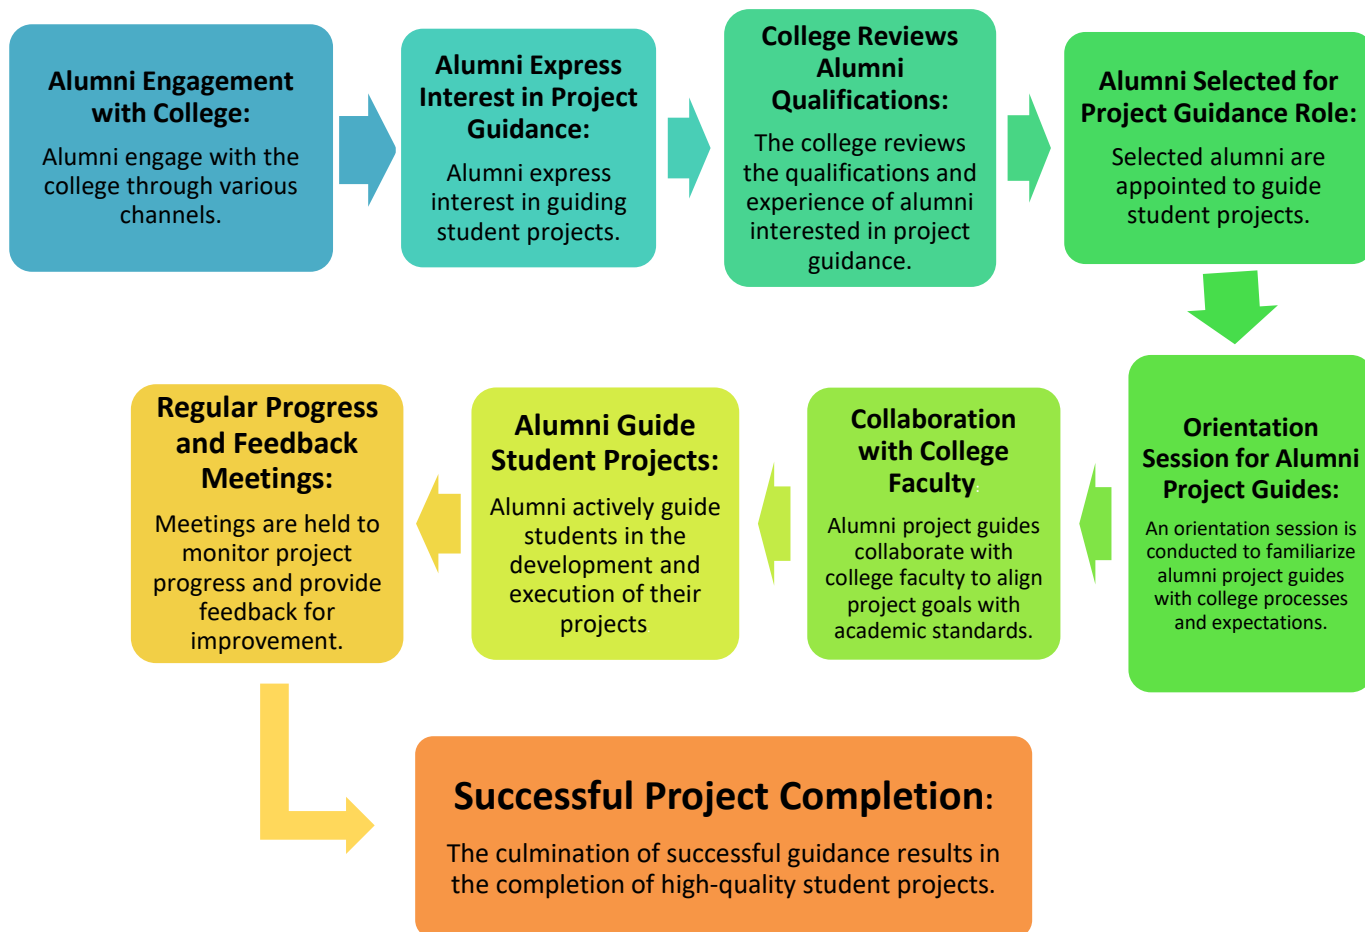 Alumni Engagement
with College:
Alumni engage with the
college through various
channels.
Alumni Express
Interest in Project
Guidance:
Alumni express
interest in guiding
student projects.
College Reviews
Alumni
Qualifications:
The college reviews
the qualifications and
experience of alumni
interested in project
guidance.
Alumni Selected for
Project Guidance Role:
Selected alumni are
appointed to guide
student projects.
Orientation
Session for Alumni
Project Guides:
An orientation session is
conducted to familiarize
alumni project guides
with college processes
and expectations.
Collaboration
with College
Faculty:
Alumni project guides
collaborate with
college faculty to align
project goals with
academic standards.
Alumni Guide
Student Projects:
Alumni actively guide
students in the
development and
execution of their
projects.
Regular Progress
and Feedback
Meetings:
Meetings are held to
monitor project
progress and provide
feedback for
improvement.
Successful Project Completion:
The culmination of successful guidance results in
the completion of high-quality student projects.